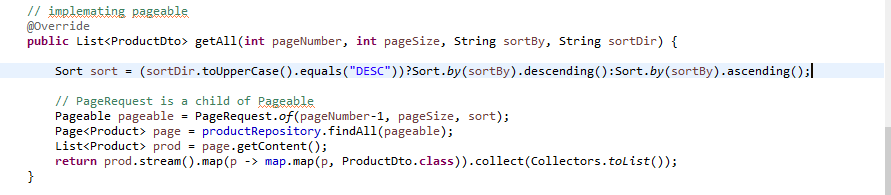 // implemating pageable
@Override
public List<ProductDto> getAll(int pageNumber, int pageSize, String sortBy, String sortDir) {
Sort sort = (sortDir.toUpperCase().equals("DESC"))?Sort.by(sortBy).descending():Sort.by(sortBy).ascending();
// PageRequest is a child of Pageable
Pageable pageable = PageRequest.of(pageNumber-1, pageSize, sort);
Page<Product> page = productRepository.findAll(pageable);
List<Product> prod = page.getContent();
return prod.stream().map(p -> map.map(p, ProductDto.class)).collect(Collectors.toList());
}